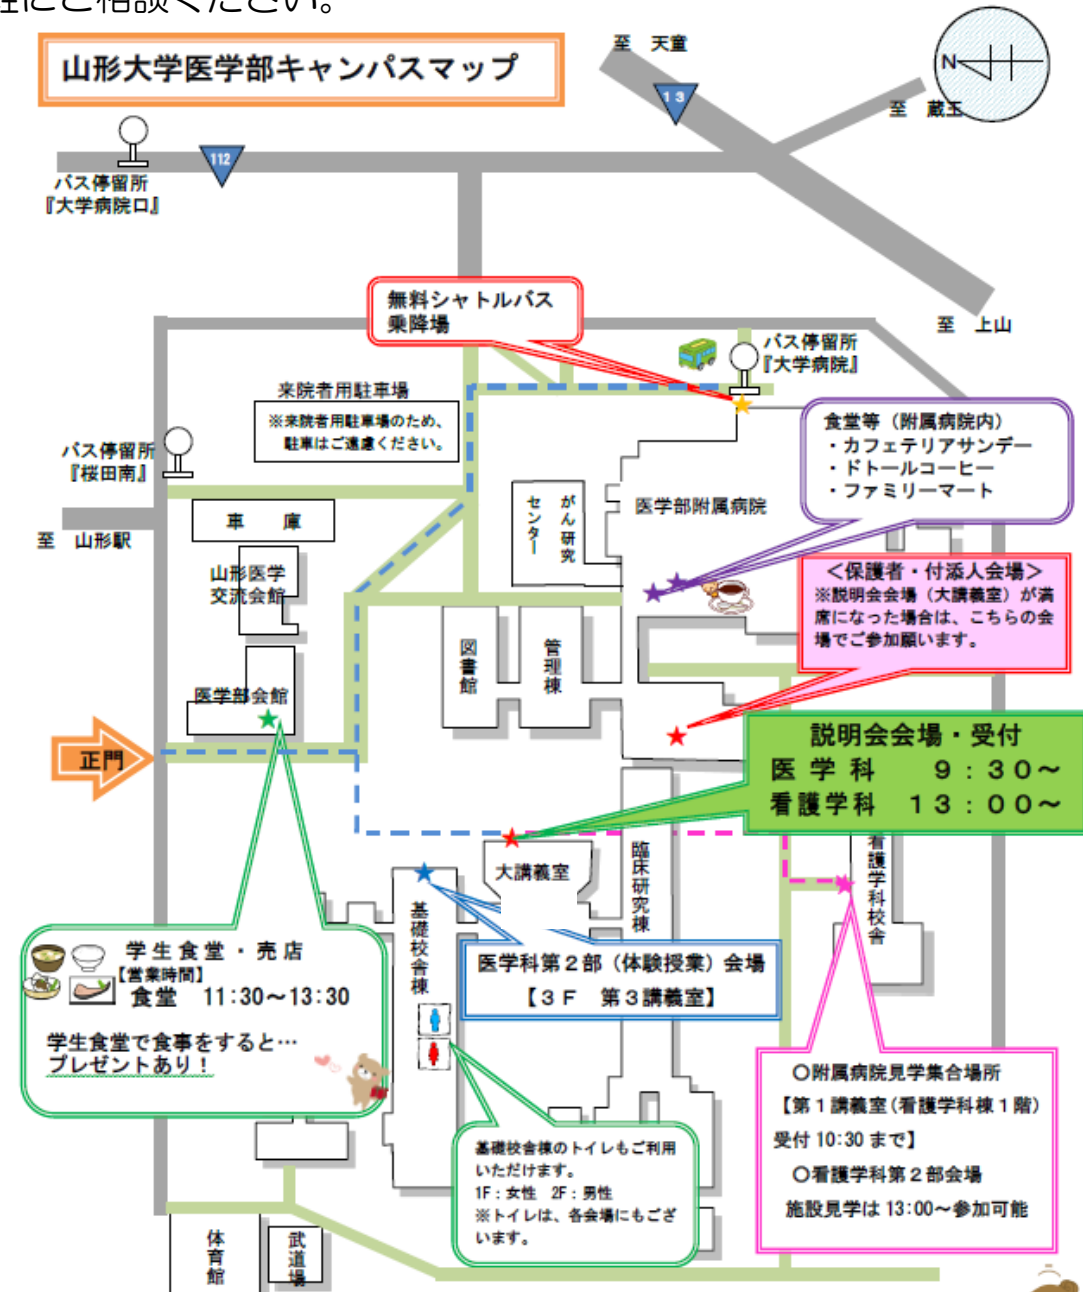 にご相談ください。
山形大学医学部キャンパスマップ
至 天童
13
N
至 蔵王
112
バス停留所
『大学病院口』
無料シャトルバス
乗降場
至 上山
バス停留所
『大学病院』
来院者用駐車場
※来院者用駐車場のため、
駐車はご遠慮ください。
食堂等（附属病院内）
・カフェテリアサンデー
・ドトールコーヒー
・ファミリーマート
バス停留所
『桜田南』
至 山形駅
車 庫
がん研究
センター
医学部附属病院
山形医学
交流会館
＜保護者・付添人会場＞
※説明会会場（大講義室）が満
席になった場合は、こちらの会
場でご参加願います。
図書館
管理棟
医学部会館
正門
説明会会場・受付
医学科 9：30～
看護学科 13：00～
大講義室
臨床研究棟
看護学科校舎
基礎校舎棟
医学科第２部（体験授業）会場
【３Ｆ 第３講義室】
学生食堂・売店
【営業時間】
食堂 11:30～13:30
学生食堂で食事をすると…
プレゼントあり！
基礎校舎棟のトイレもご利用
いただけます。
1F：女性 2F：男性
※トイレは、各会場にもござ
います。
○附属病院見学集合場所
【第１講義室(看護学科棟１階)
受付 10:30 まで】
○看護学科第２部会場
施設見学は 13:00～参加可能
体育館
武道場